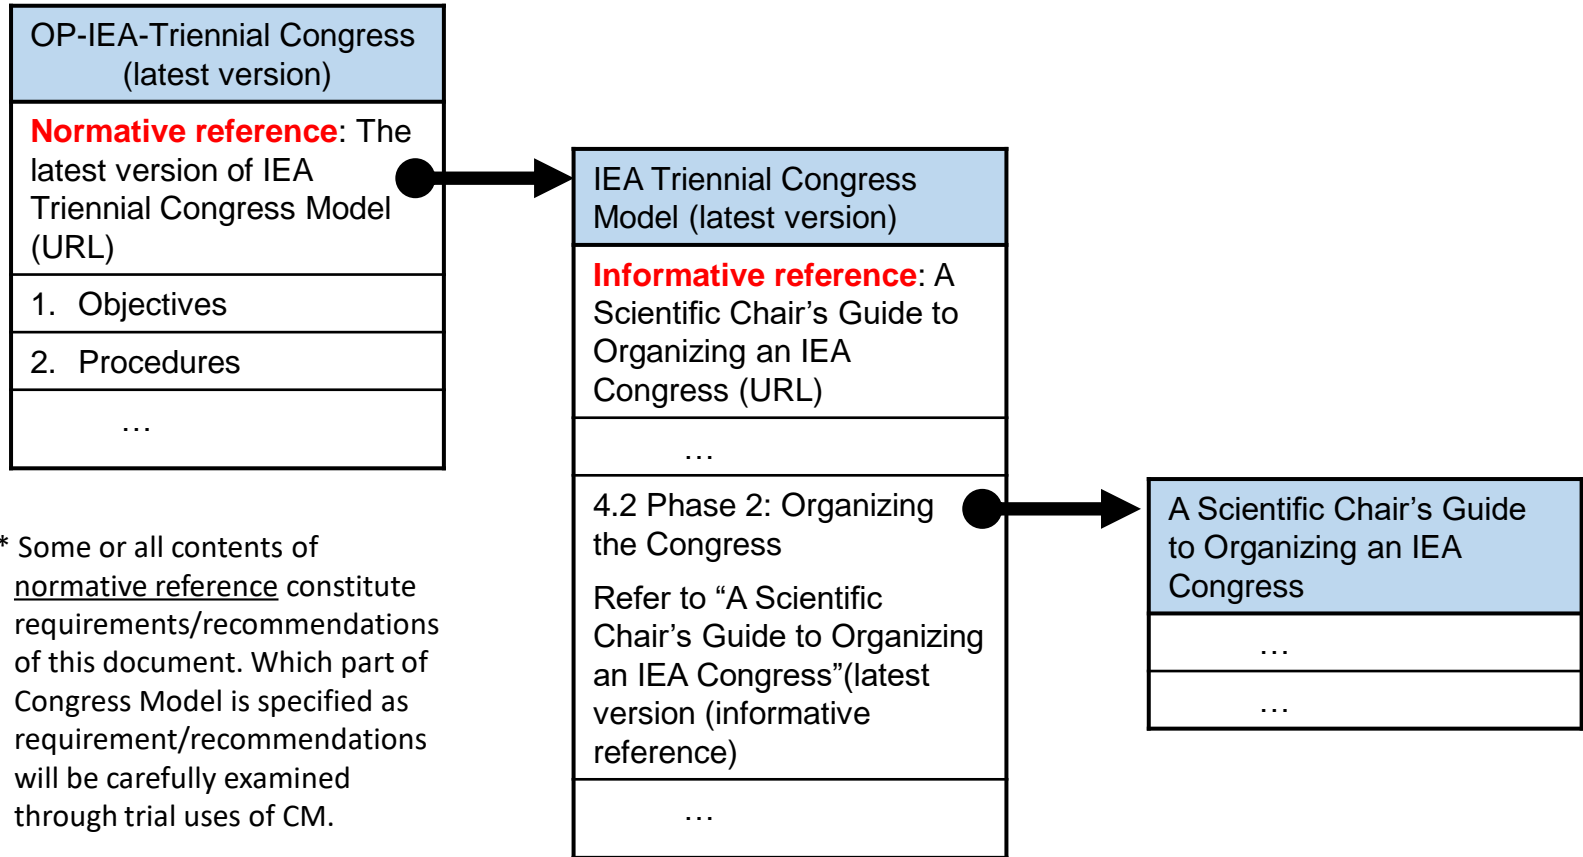 OP-IEA-Triennial Congress
(latest version)
Normative reference: The
latest version of IEA
Triennial Congress Model
(URL)
1. Objectives
2. Procedures
…
* Some or all contents of
normative reference constitute
requirements/recommendations
of this document. Which part of
Congress Model is specified as
requirement/recommendations
will be carefully examined
through trial uses of CM.
IEA Triennial Congress
Model (latest version)
Informative reference: A
Scientific Chair’s Guide to
Organizing an IEA
Congress (URL)
…
4.2 Phase 2: Organizing
the Congress
Refer to “A Scientific
Chair’s Guide to Organizing
an IEA Congress”(latest
version (informative
reference)
…
A Scientific Chair’s Guide
to Organizing an IEA
Congress
…
…